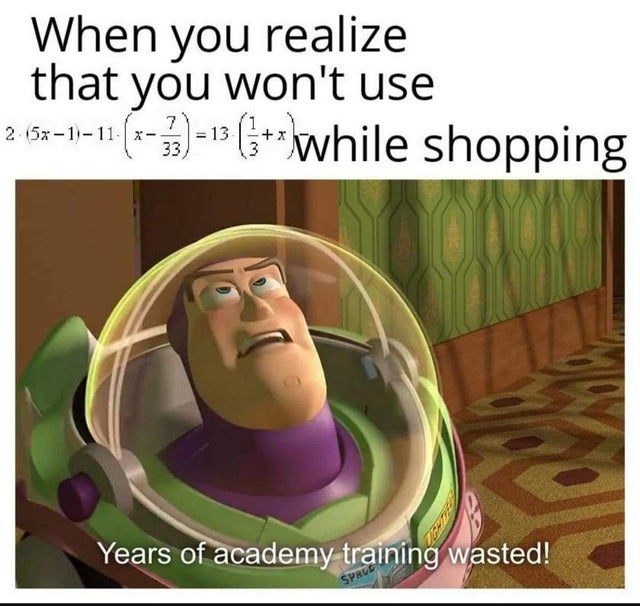 When you realize
that you won't use
2·(5x−1)−11·(x−7/33)=13·(1/3+x) while shopping
Years of academy training wasted!
SPACE